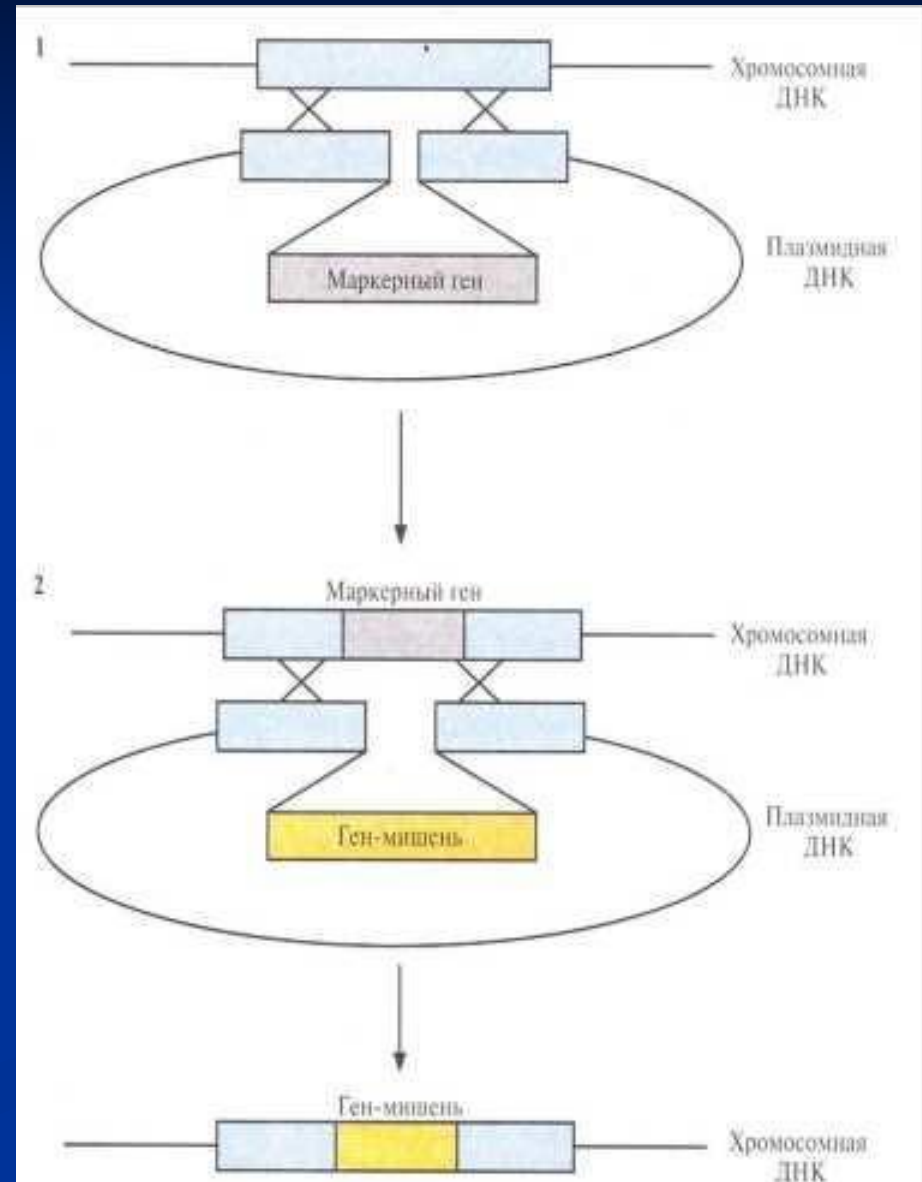 1
Хромосомная
ДНК
Маркерный ген
Плазмидная
ДНК
2
Маркерный ген
Хромосомная
ДНК
Ген-мишень
Плазмидная
ДНК
Ген-мишень
Хромосомная
ДНК